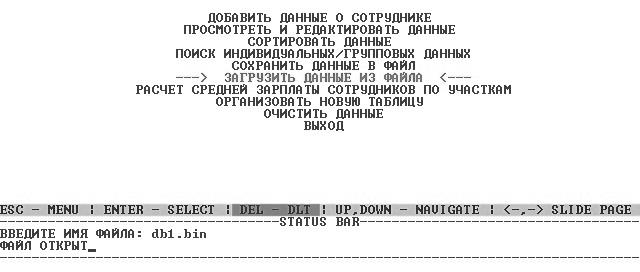 ДОБАВИТЬ ДАННЫЕ О СОТРУДНИКЕ
ПРОСМОТРЕТЬ И РЕДАКТИРОВАТЬ ДАННЫЕ
СОРТИРОВАТЬ ДАННЫЕ
ПОИСК ИНДИВИДУАЛЬНЫХ/ГРУППОВЫХ ДАННЫХ
СОХРАНИТЬ ДАННЫЕ В ФАЙЛ
---> ЗАГРУЗИТЬ ДАННЫЕ ИЗ ФАЙЛА <---
РАСЧЕТ СРЕДНЕЙ ЗАРПЛАТЫ СОТРУДНИКОВ ПО УЧАСТКАМ
ОРГАНИЗОВАТЬ НОВУЮ ТАБЛИЦУ
ОЧИСТИТЬ ДАННЫЕ
ВЫХОД
ESC - MENU ¦ ENTER - SELECT ¦ DEL - DLT ¦ UP,DOWN - NAVIGATE ¦ <-,-> SLIDE PAGE
STATUS BAR
ВВЕДИТЕ ИМЯ ФАЙЛА: db1.bin
ФАЙЛ ОТКРЫТ_